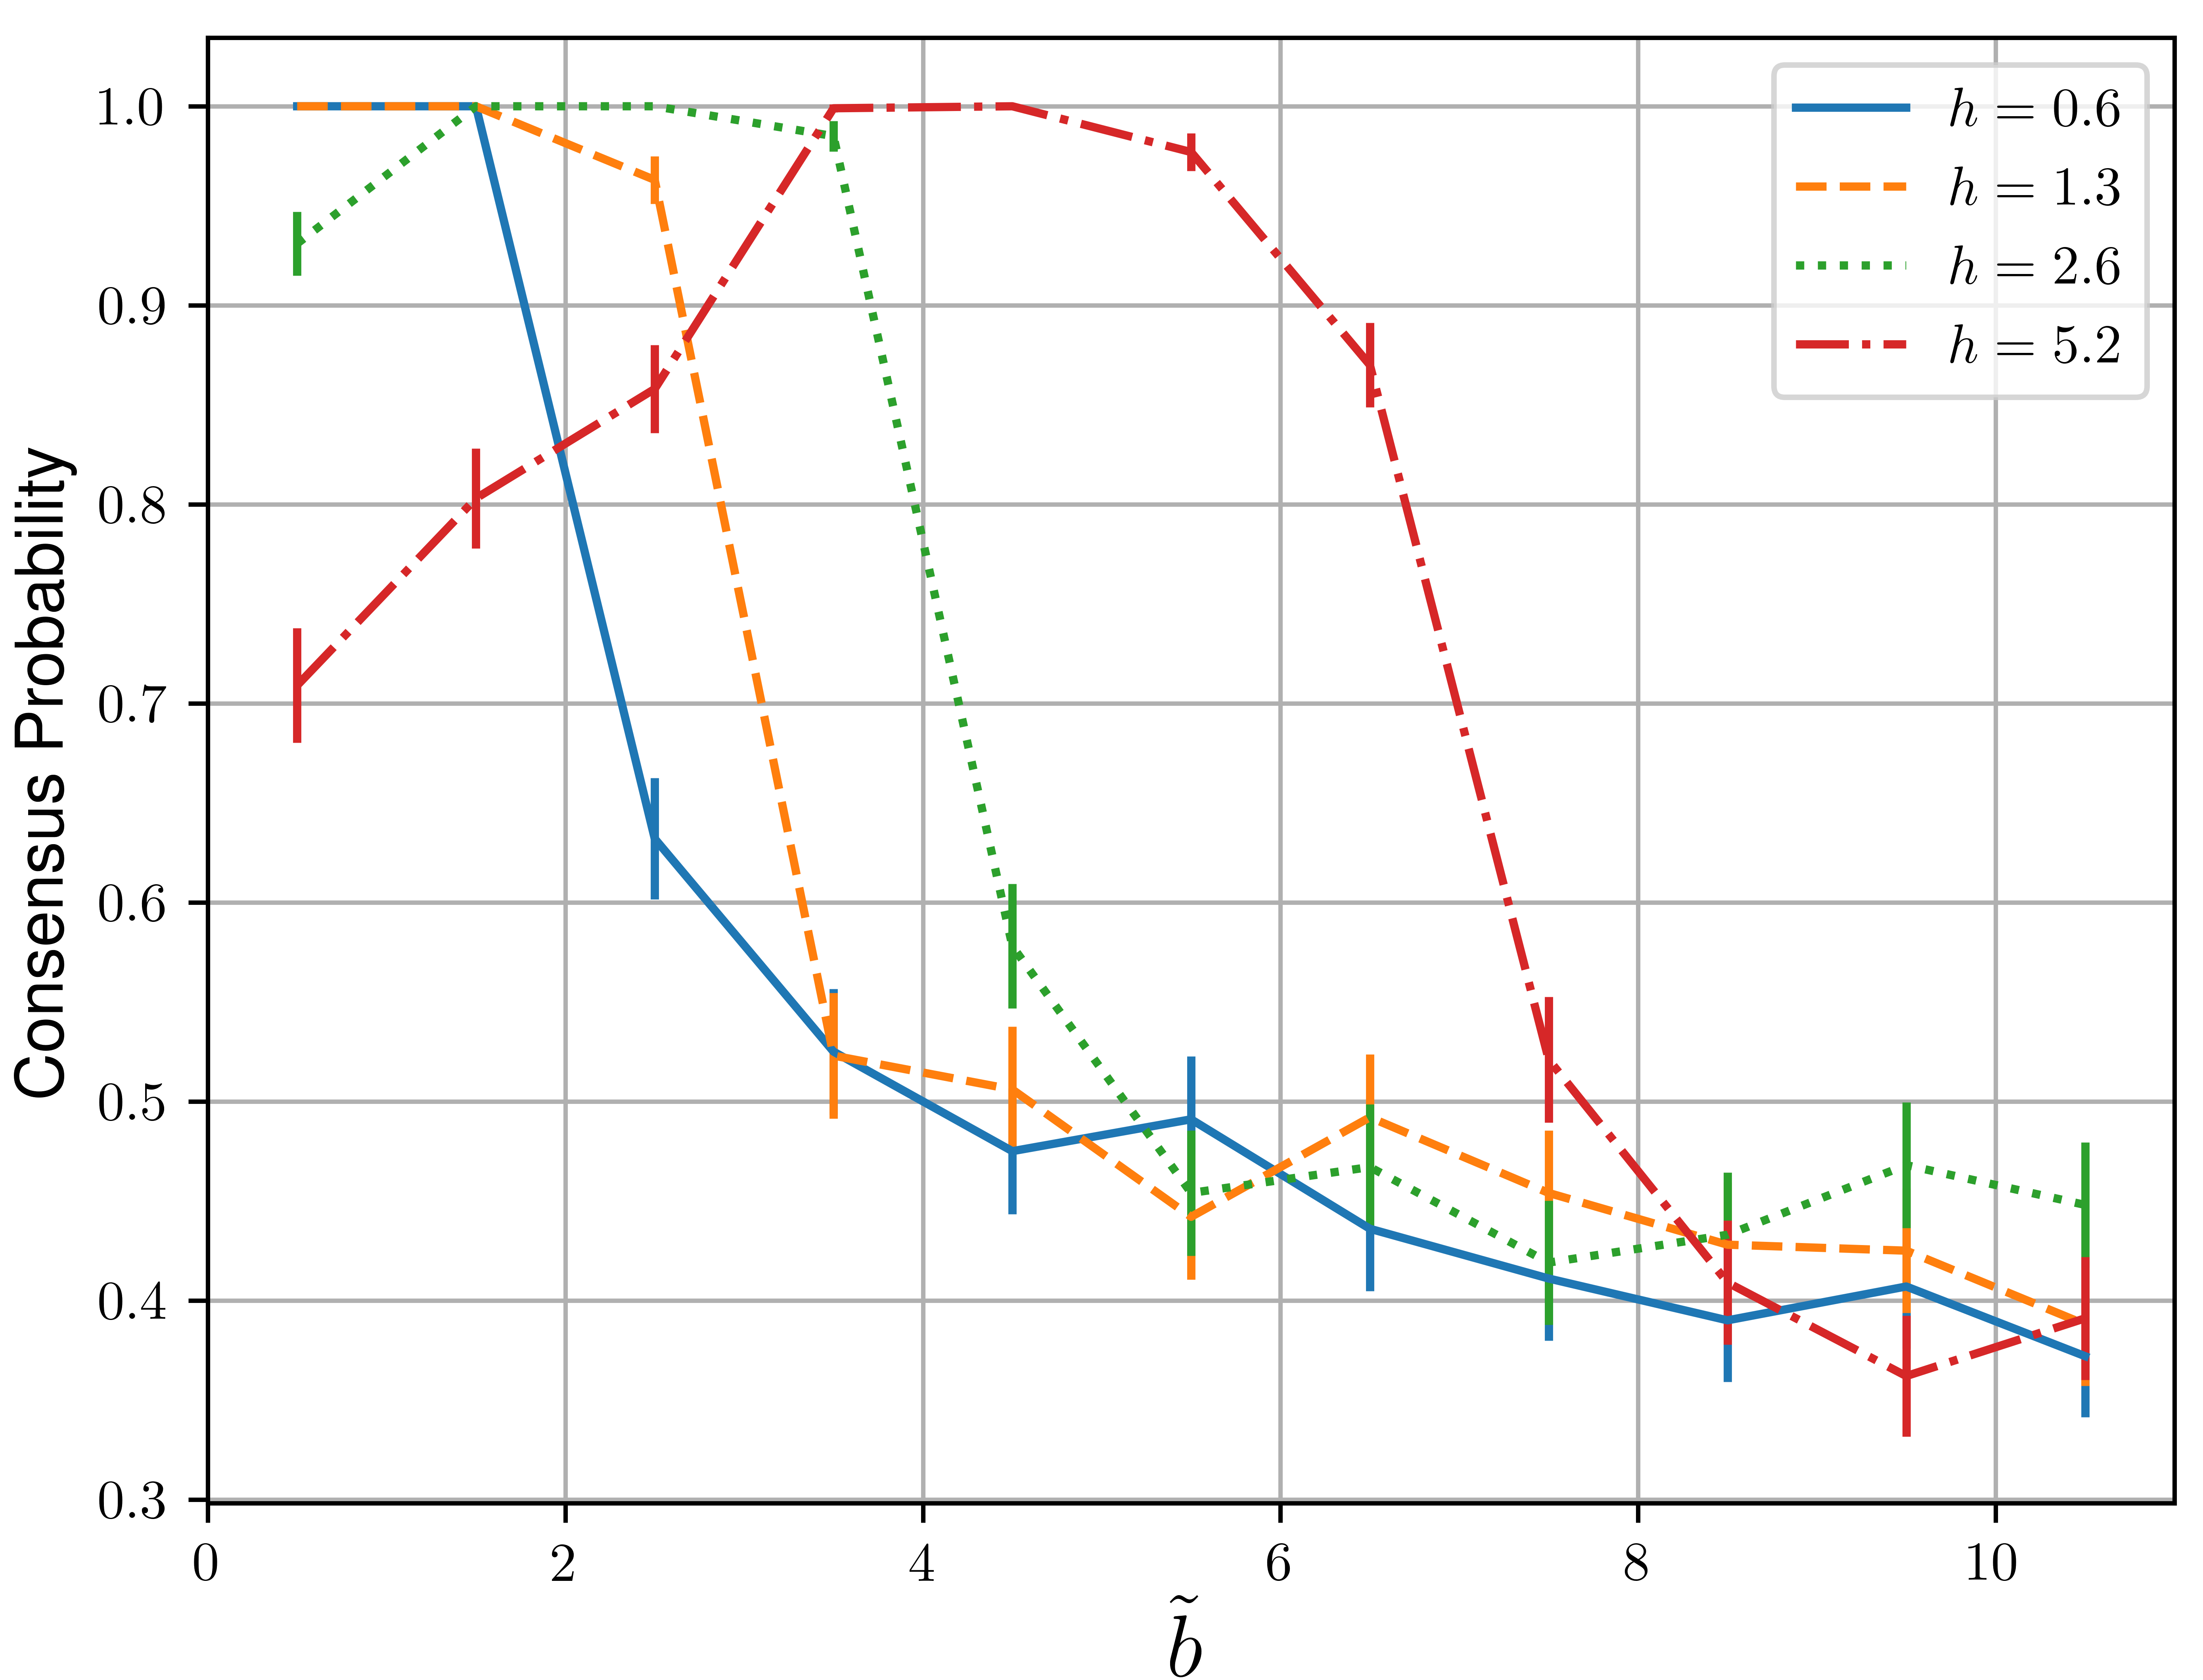 Consensus Probability
1.0
0.9
0.8
0.7
0.6
0.5
0.4
0.3
0 2 4 6 8 10
b̃
h = 0.6
h = 1.3
h = 2.6
h = 5.2